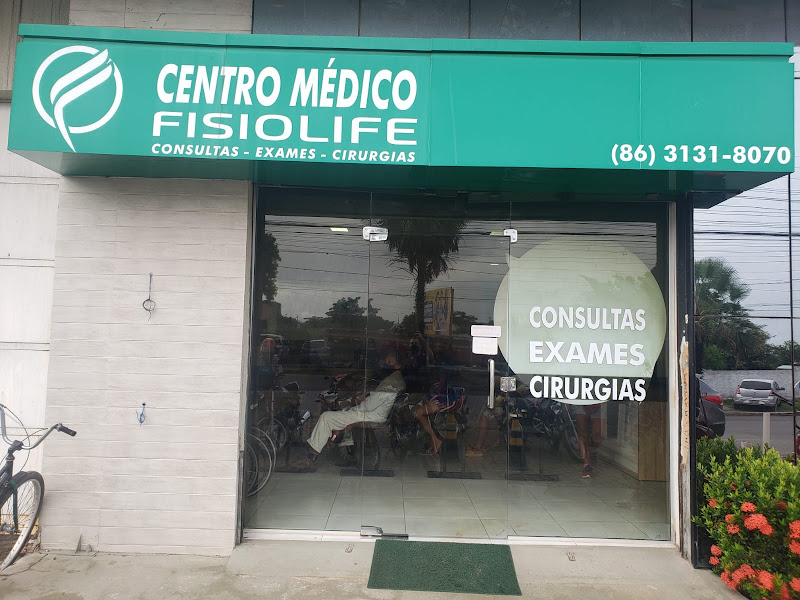 CENTRO MÉDICO
FISIOLIFE
CONSULTAS - EXAMES - CIRURGIAS
(86) 3131-8070
CONSULTAS
EXAMES
CIRURGIAS